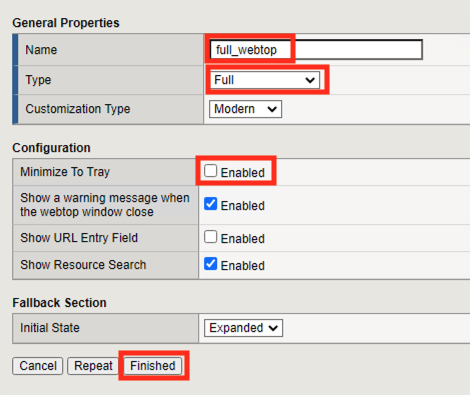 General Properties
Name full_webtop
Type Full
Customization Type Modern
Configuration
Minimize To Tray Enabled
Show a warning message when
the webtop window close Enabled
Show URL Entry Field Enabled
Show Resource Search Enabled
Fallback Section
Initial State Expanded
Cancel Repeat Finished